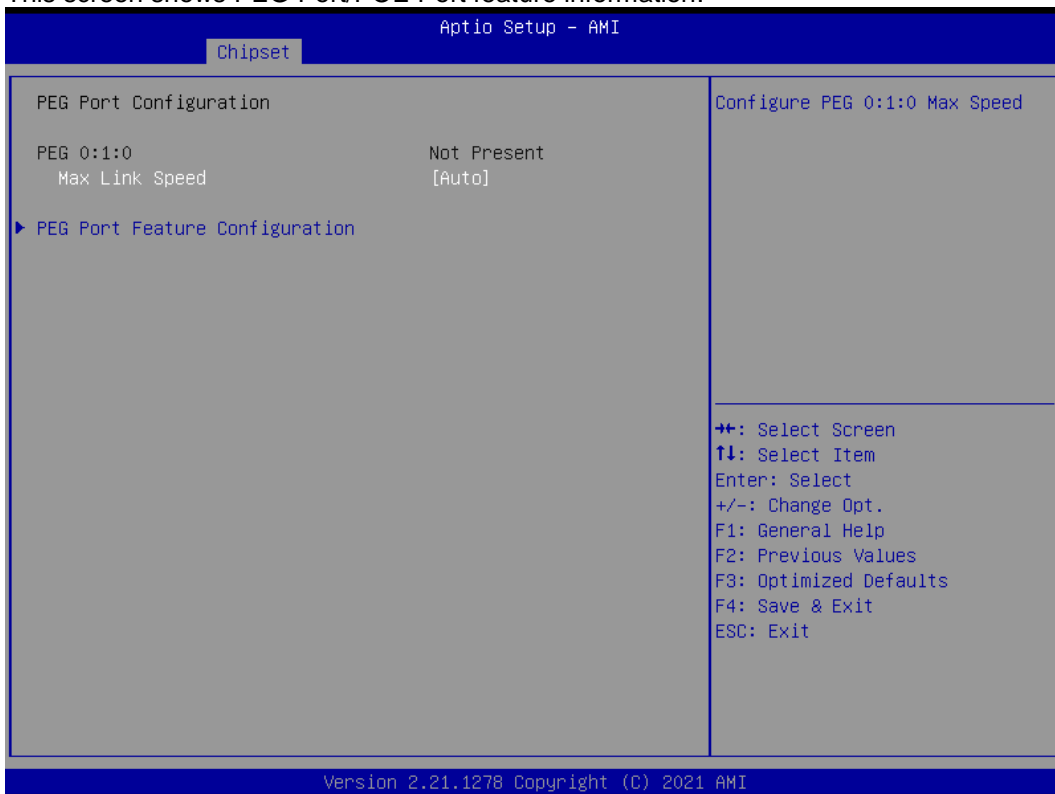 Aptio Setup - AMI
Chipset
PEG Port Configuration
PEG 0:1:0 Not Present
Max Link Speed [Auto]
▶ PEG Port Feature Configuration
Configure PEG 0:1:0 Max Speed
→←: Select Screen
↑↓: Select Item
Enter: Select
+/-: Change Opt.
F1: General Help
F2: Previous Values
F3: Optimized Defaults
F4: Save & Exit
ESC: Exit
Version 2.21.1278 Copyright (C) 2021 AMI